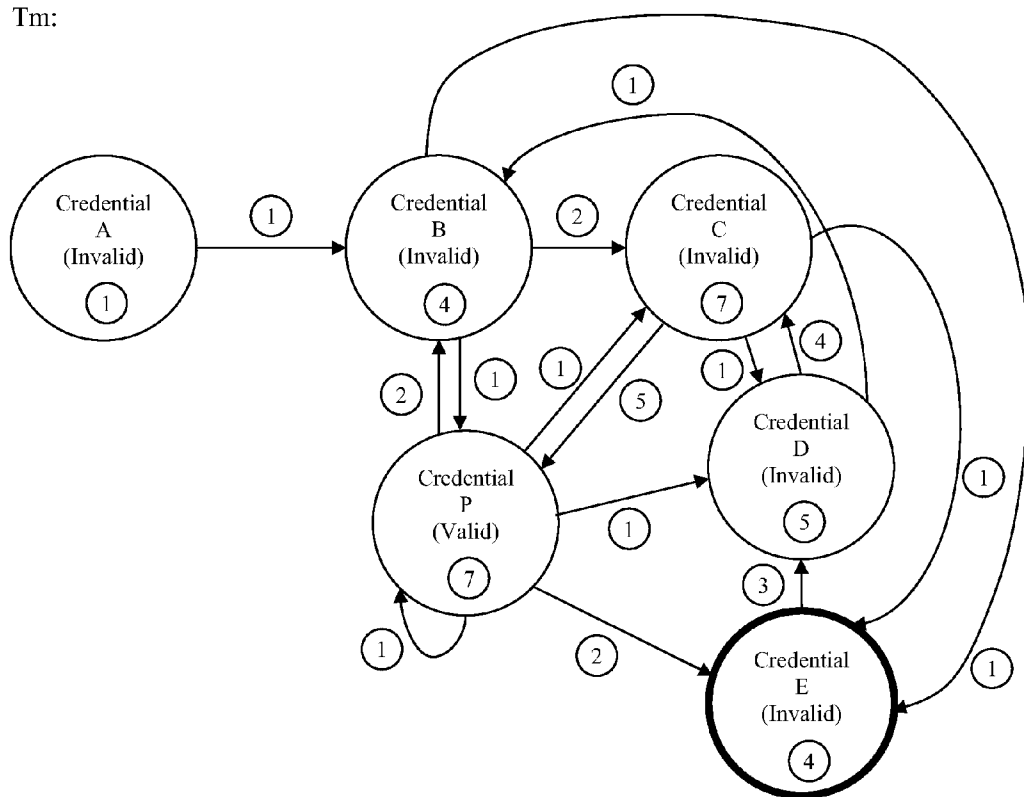 Tm:
1
Credential
A
(Invalid)
1
1
Credential
B
(Invalid)
4
2
Credential
C
(Invalid)
7
2
1
1
5
1
4
Credential
D
(Invalid)
5
Credential
P
(Valid)
7
1
1
1
2
3
1
Credential
E
(Invalid)
4